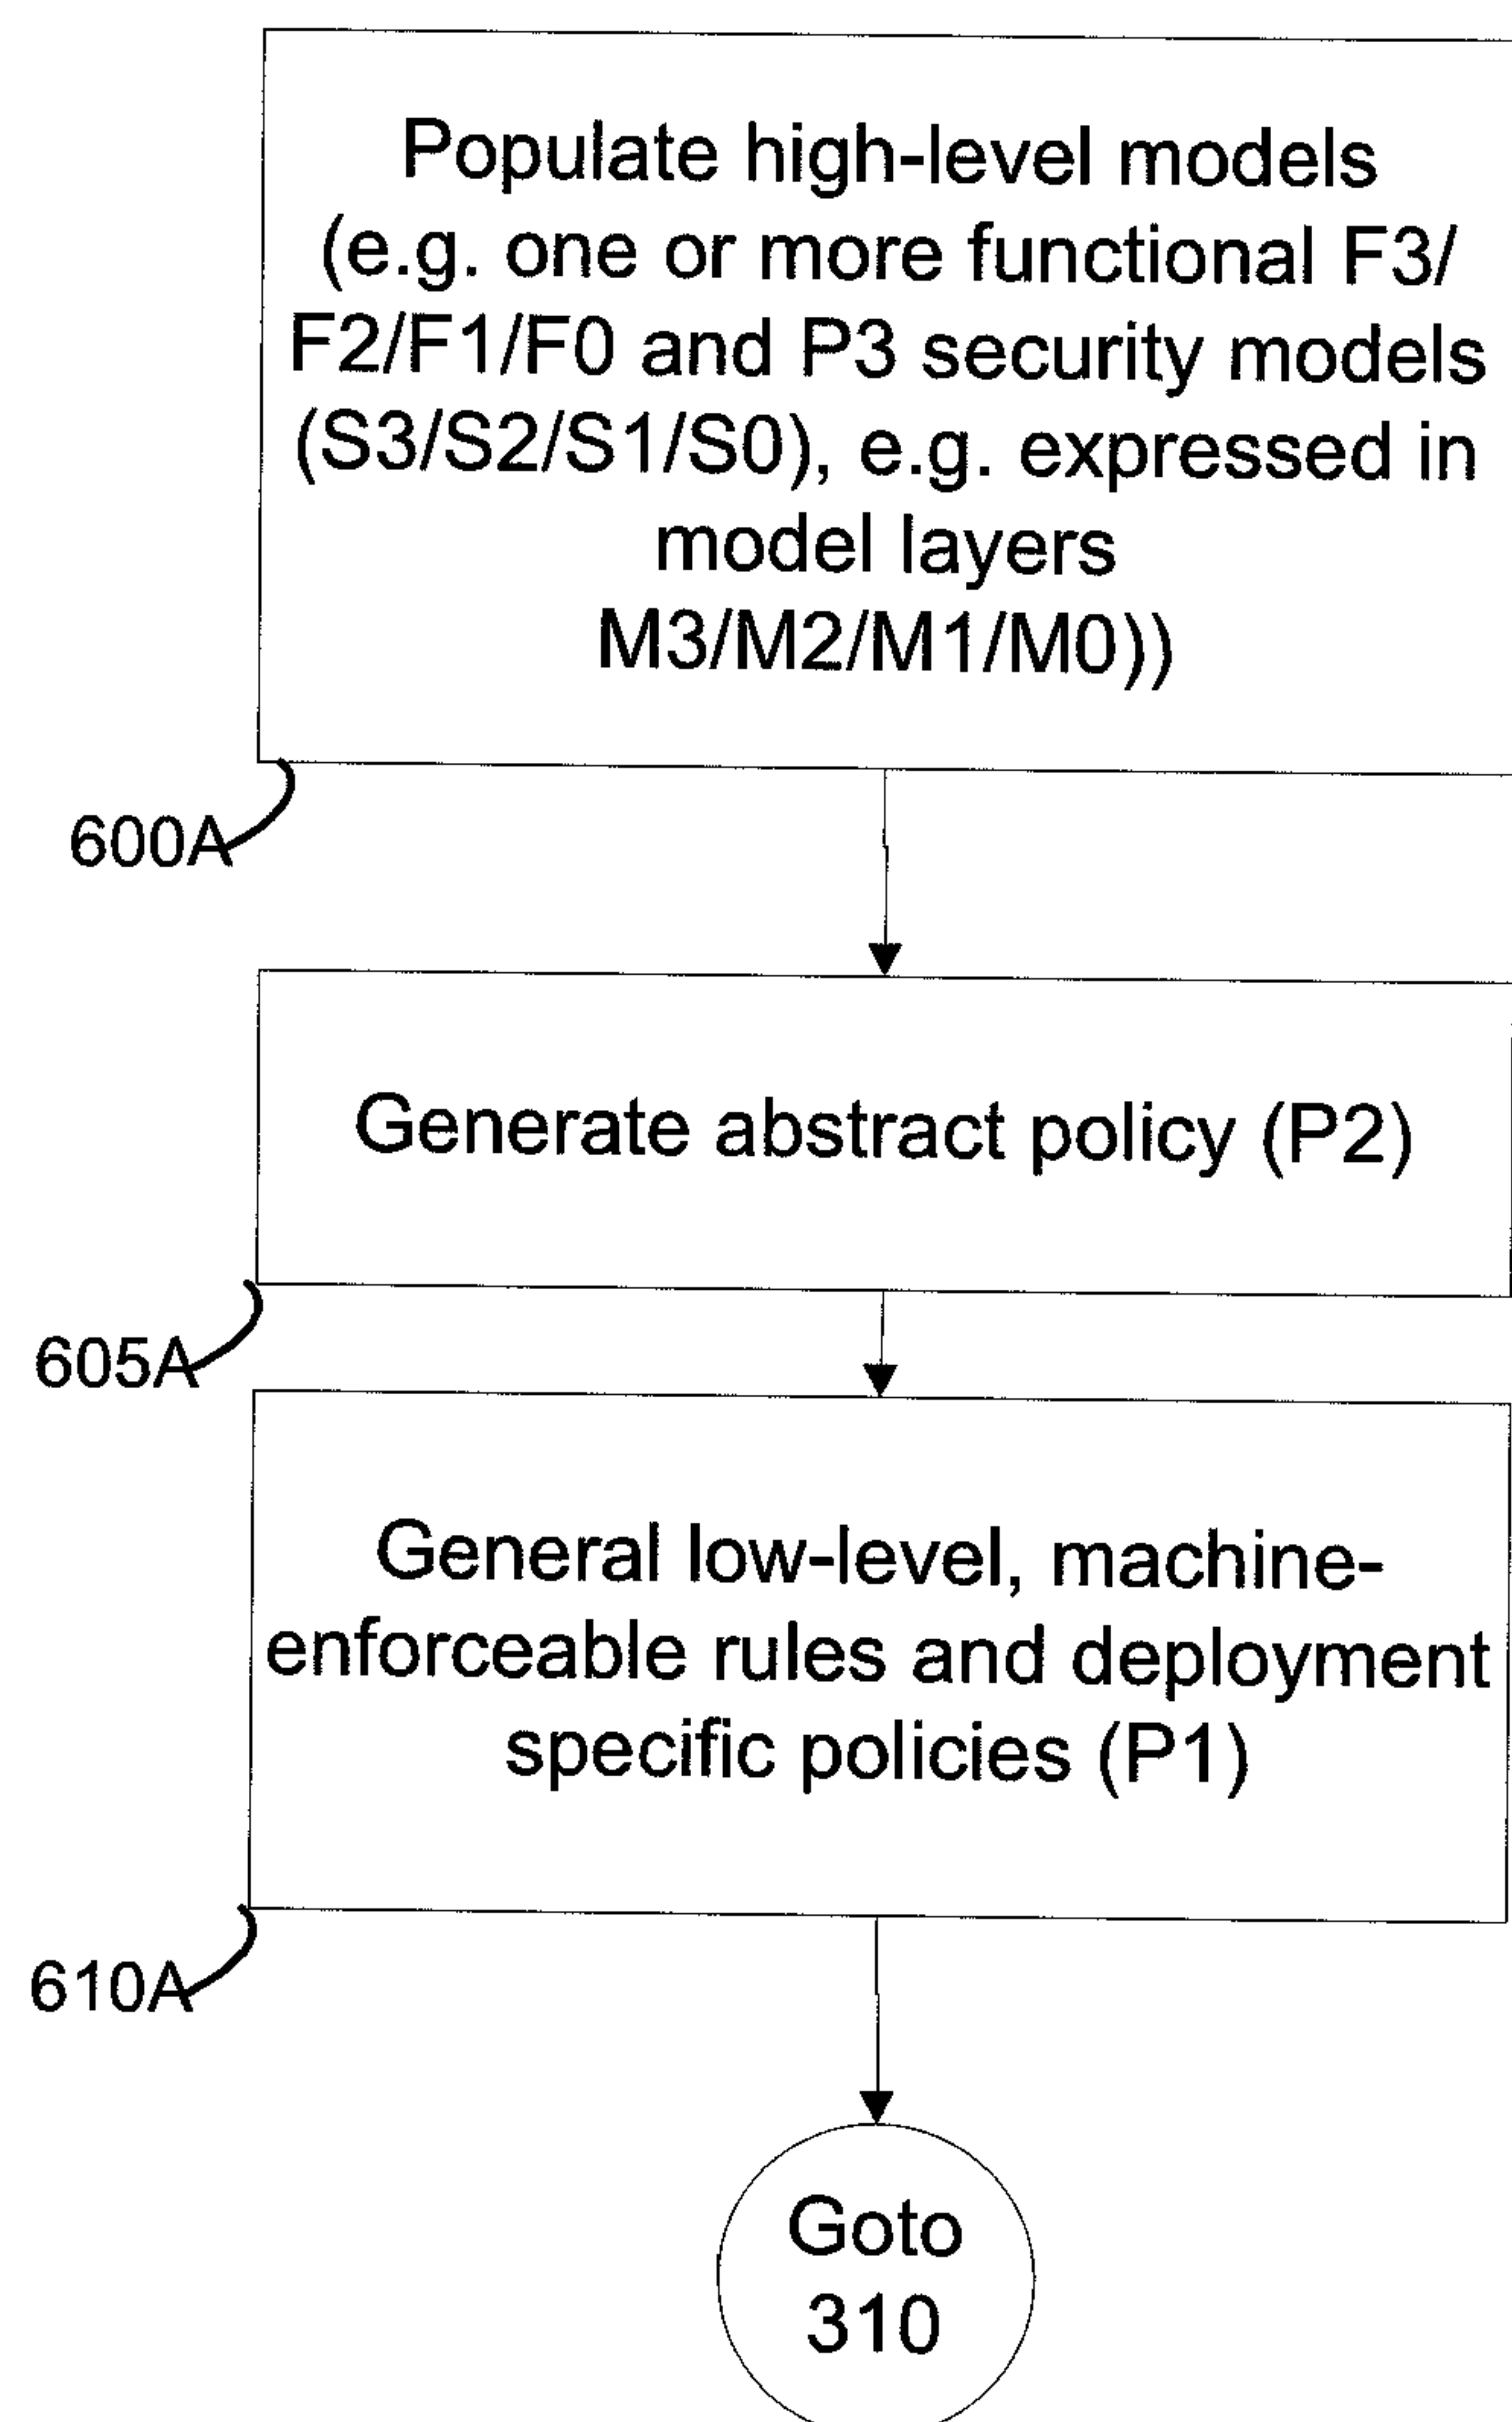 Populate high-level models
(e.g. one or more functional F3/
F2/F1/F0 and P3 security models
(S3/S2/S1/S0), e.g. expressed in
model layers
M3/M2/M1/M0))
600A
Generate abstract policy (P2)
605A
General low-level, machine-
enforceable rules and deployment
specific policies (P1)
610A
Goto
310